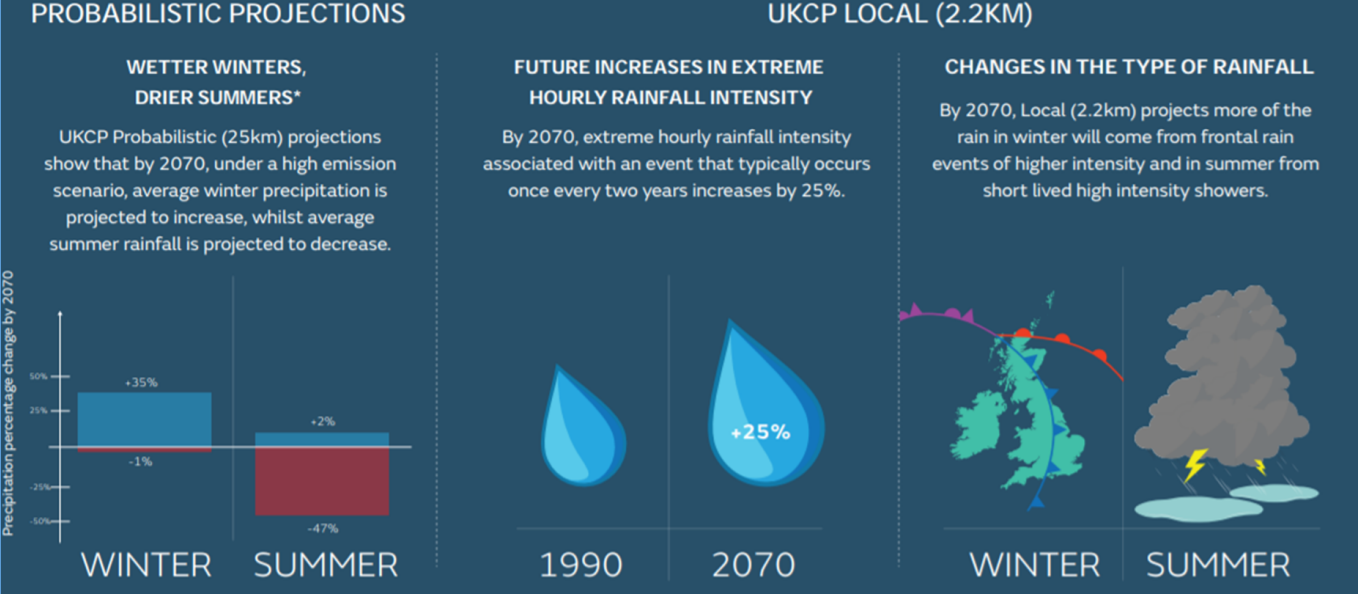 PROBABILISTIC PROJECTIONS
UKCP LOCAL (2.2KM)
WETTER WINTERS,
DRIER SUMMERS*
UKCP Probabilistic (25km) projections
show that by 2070, under a high emission
scenario, average winter precipitation is
projected to increase, whilst average
summer rainfall is projected to decrease.
Precipitation percentage change by 2070
50%
25%
-25%
-50%
+35%
-1%
+2%
-47%
WINTER
SUMMER
FUTURE INCREASES IN EXTREME
HOURLY RAINFALL INTENSITY
By 2070, extreme hourly rainfall intensity
associated with an event that typically occurs
once every two years increases by 25%.
+25%
1990
2070
CHANGES IN THE TYPE OF RAINFALL
By 2070, Local (2.2km) projects more of the
rain in winter will come from frontal rain
events of higher intensity and in summer from
short lived high intensity showers.
WINTER
SUMMER